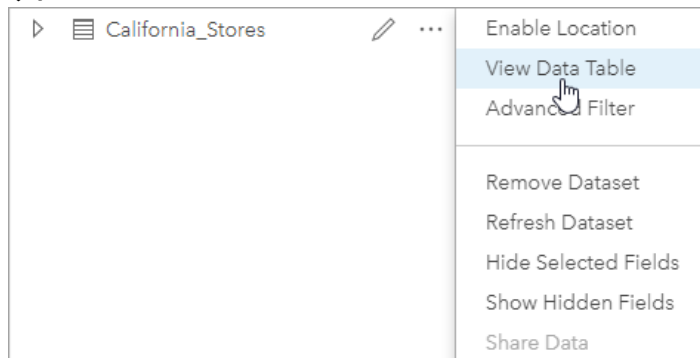 California_Stores
Enable Location
View Data Table
Advanced Filter
Remove Dataset
Refresh Dataset
Hide Selected Fields
Show Hidden Fields
Share Data